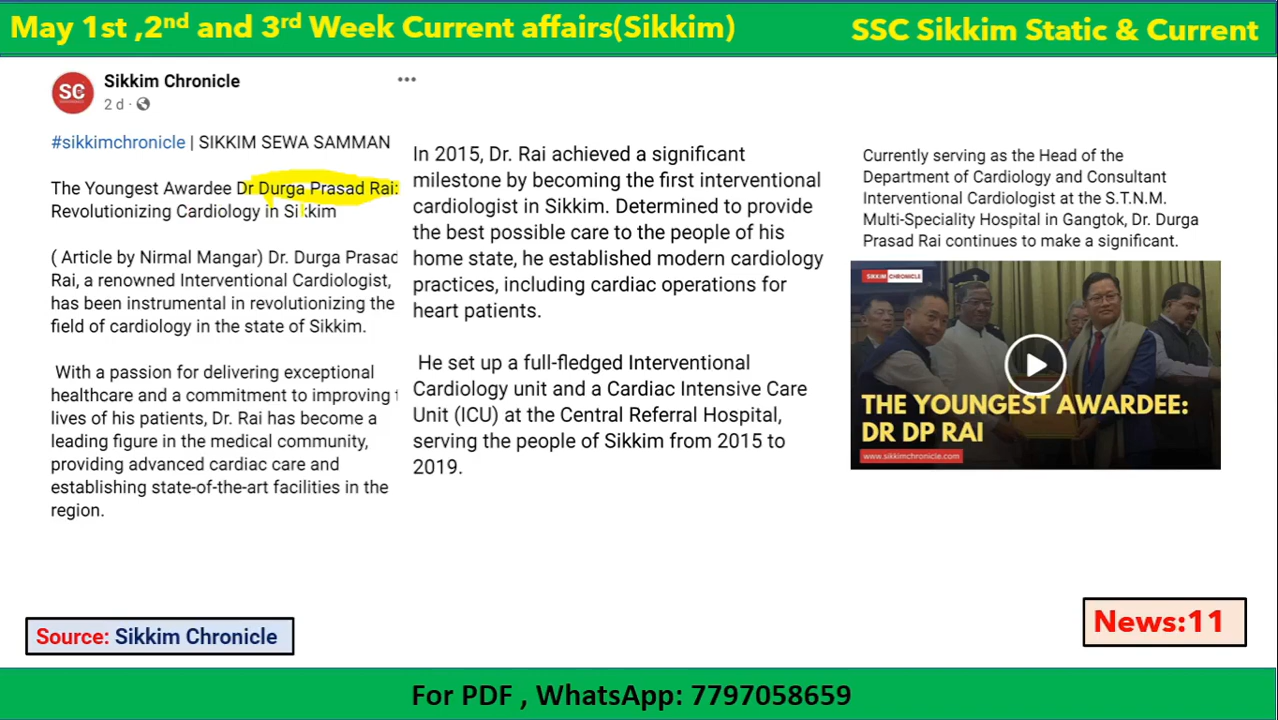 May 1st ,2nd and 3rd Week Current affairs(Sikkim)
SSC Sikkim Static & Current
SC
Sikkim Chronicle
2 d ·
#sikkimchronicle | SIKKIM SEWA SAMMAN
The Youngest Awardee Dr Durga Prasad Rai:
Revolutionizing Cardiology in Sikkim
( Article by Nirmal Mangar) Dr. Durga Prasad
Rai, a renowned Interventional Cardiologist,
has been instrumental in revolutionizing the
field of cardiology in the state of Sikkim.
With a passion for delivering exceptional
healthcare and a commitment to improving
lives of his patients, Dr. Rai has become a
leading figure in the medical community,
providing advanced cardiac care and
establishing state-of-the-art facilities in the
region.
In 2015, Dr. Rai achieved a significant
milestone by becoming the first interventional
cardiologist in Sikkim. Determined to provide
the best possible care to the people of his
home state, he established modern cardiology
practices, including cardiac operations for
heart patients.
He set up a full-fledged Interventional
Cardiology unit and a Cardiac Intensive Care
Unit (ICU) at the Central Referral Hospital,
serving the people of Sikkim from 2015 to
2019.
Currently serving as the Head of the
Department of Cardiology and Consultant
Interventional Cardiologist at the S.T.N.M.
Multi-Speciality Hospital in Gangtok, Dr. Durga
Prasad Rai continues to make a significant.
SIKKIM CHRONICLE
THE YOUNGEST AWARDEE:
DR DP RAI
www.sikkimchronicle.com
Source: Sikkim Chronicle
News:11
For PDF , WhatsApp: 7797058659